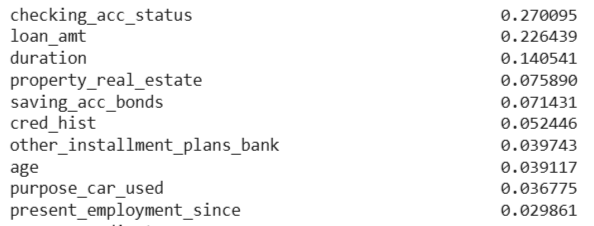 checking_acc_status 0.270095
loan_amt 0.226439
duration 0.140541
property_real_estate 0.075890
saving_acc_bonds 0.071431
cred_hist 0.052446
other_installment_plans_bank 0.039743
age 0.039117
purpose_car_used 0.036775
present_employment_since 0.029861